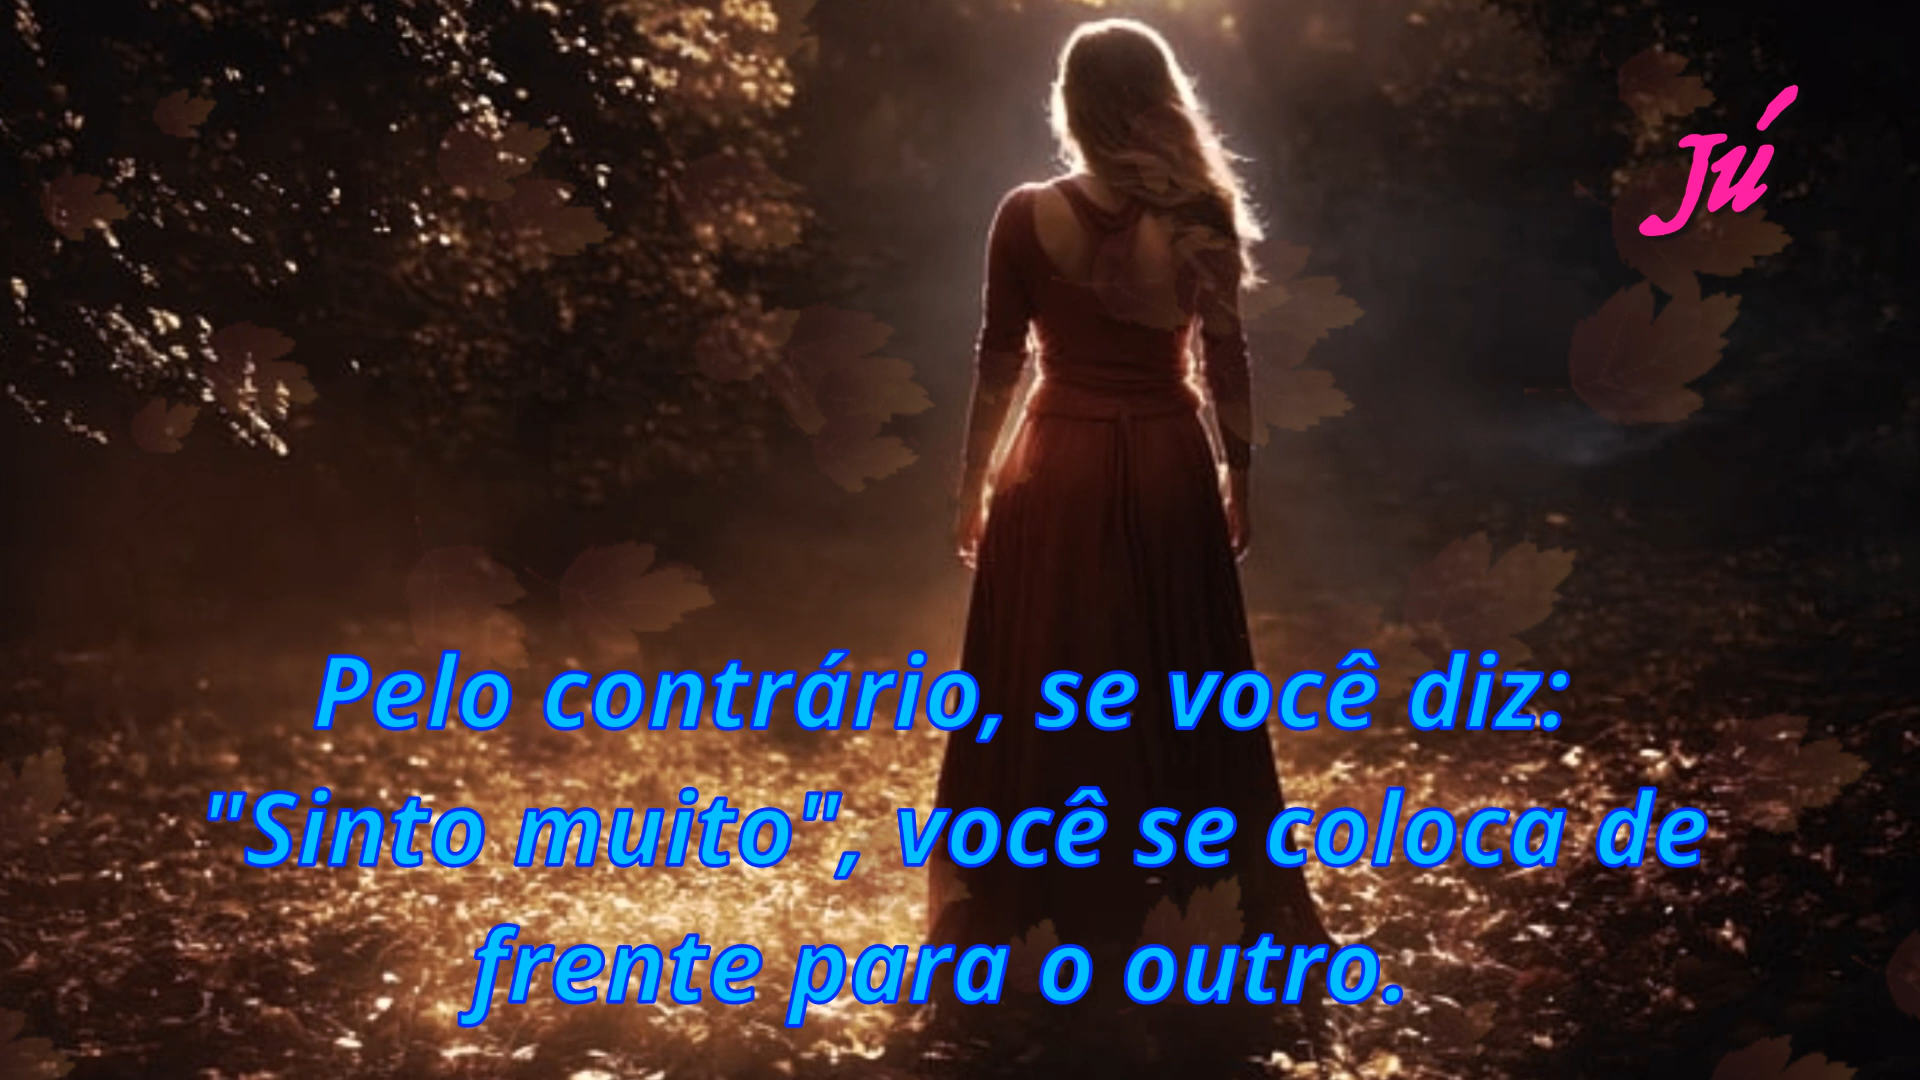 Jú
Pelo contrário, se você diz:
"Sinto muito", você se coloca de
frente para o outro.